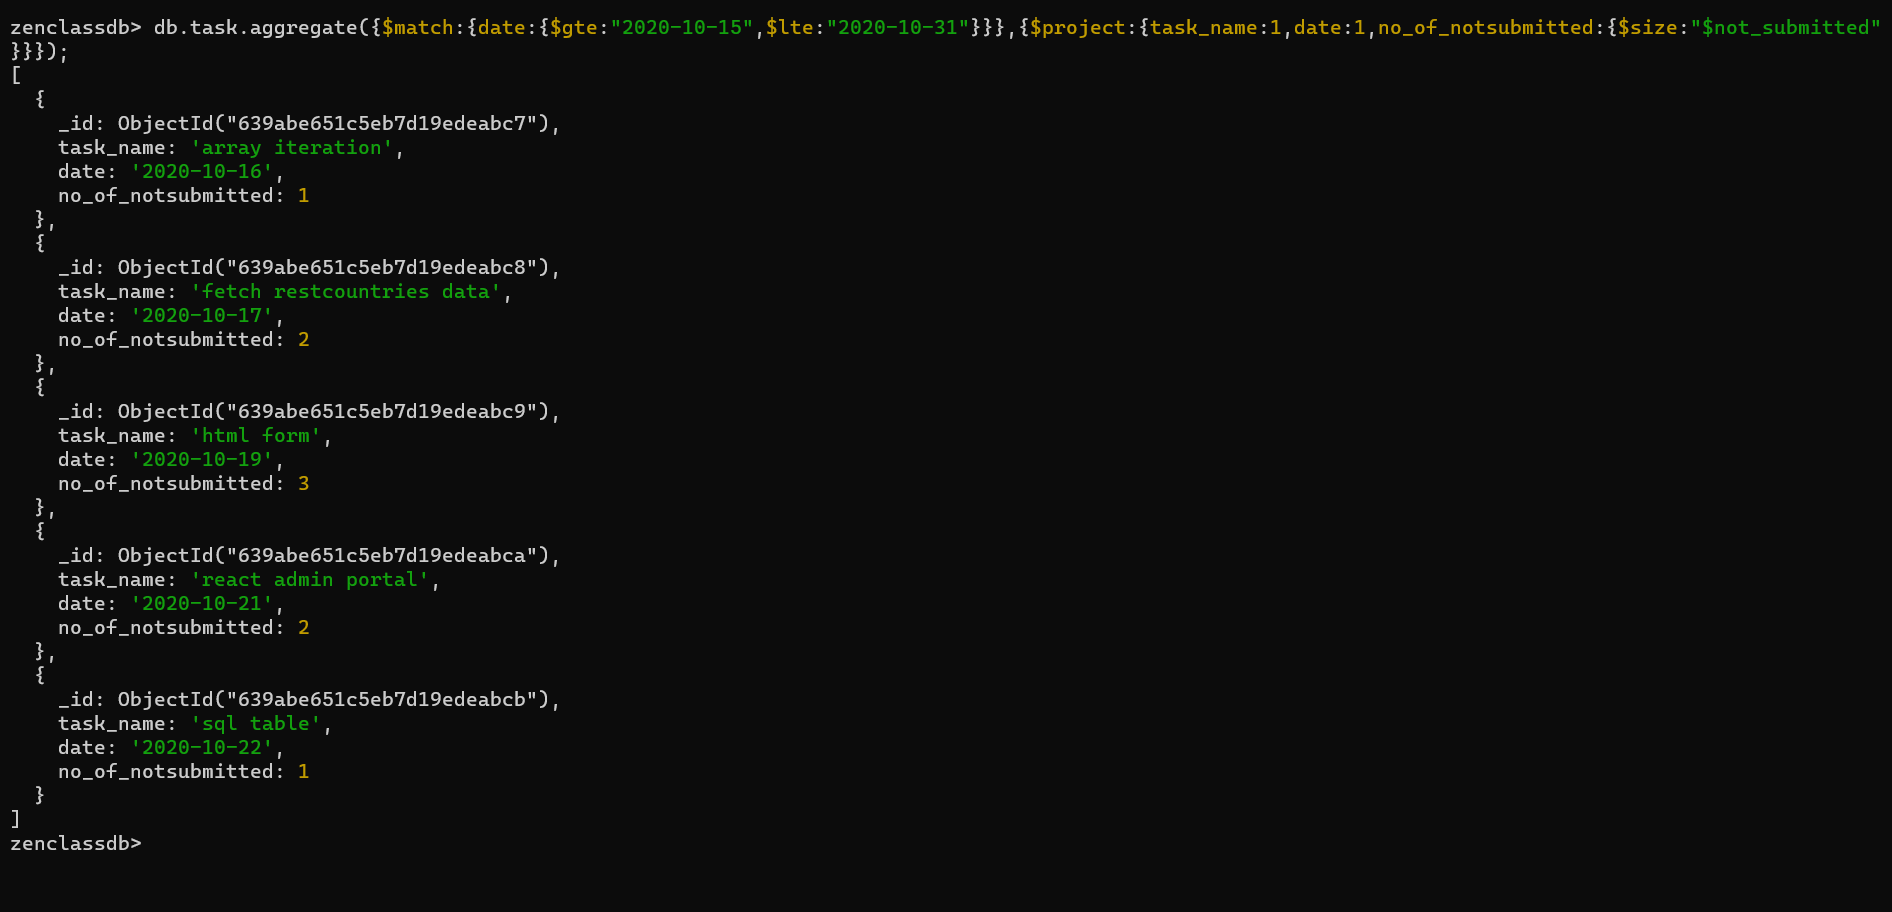 zenclassdb> db.task.aggregate({$match:{date:{$gte:"2020-10-15",$lte:"2020-10-31"}}},{$project:{task_name:1,date:1,no_of_notsubmitted:{$size:"$not_submitted"
}}});
[
  {
    _id: ObjectId("639abe651c5eb7d19edeabc7"),
    task_name: 'array iteration',
    date: '2020-10-16',
    no_of_notsubmitted: 1
  },
  {
    _id: ObjectId("639abe651c5eb7d19edeabc8"),
    task_name: 'fetch restcountries data',
    date: '2020-10-17',
    no_of_notsubmitted: 2
  },
  {
    _id: ObjectId("639abe651c5eb7d19edeabc9"),
    task_name: 'html form',
    date: '2020-10-19',
    no_of_notsubmitted: 3
  },
  {
    _id: ObjectId("639abe651c5eb7d19edeabca"),
    task_name: 'react admin portal',
    date: '2020-10-21',
    no_of_notsubmitted: 2
  },
  {
    _id: ObjectId("639abe651c5eb7d19edeabcb"),
    task_name: 'sql table',
    date: '2020-10-22',
    no_of_notsubmitted: 1
  }
]
zenclassdb>